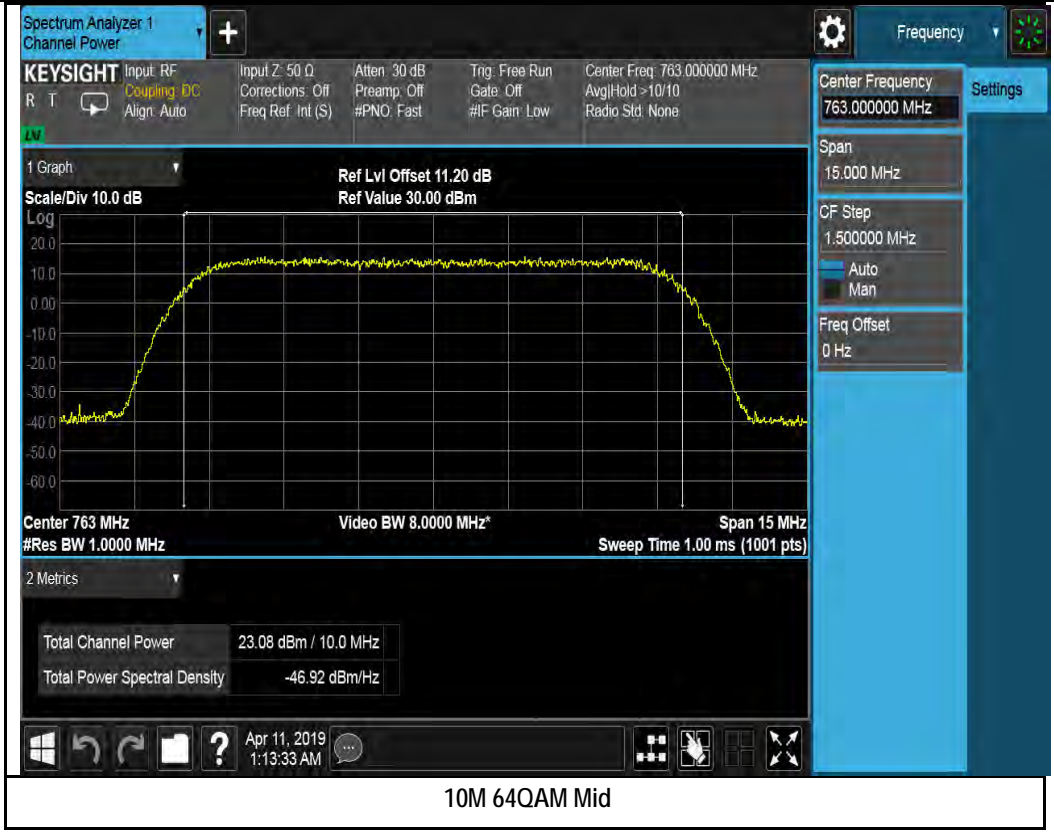 Spectrum Analyzer 1
Channel Power
+
Frequency
KEYSIGHT
R T
LV
Input: RF
Coupling: DC
Align: Auto
Input Z: 50 Ω
Corrections: Off
Freq Ref: Int (S)
Atten: 30 dB
Preamp: Off
#PNO: Fast
Trig: Free Run
Gate: Off
#IF Gain: Low
Center Freq: 763.000000 MHz
Avg|Hold >10/10
Radio Std: None
Center Frequency
763.000000 MHz
Settings
Span
15.000 MHz
CF Step
1.500000 MHz
Auto
Man
Freq Offset
0 Hz
1 Graph
Scale/Div 10.0 dB
Ref Lvl Offset 11.20 dB
Ref Value 30.00 dBm
Log
20.0
10.0
0.00
-10.0
-20.0
-30.0
-40.0
-50.0
-60.0
Center 763 MHz
#Res BW 1.0000 MHz
Video BW 8.0000 MHz*
Span 15 MHz
Sweep Time 1.00 ms (1001 pts)
2 Metrics
Total Channel Power 23.08 dBm / 10.0 MHz
Total Power Spectral Density -46.92 dBm/Hz
?
Apr 11, 2019
1:13:33 AM
10M 64QAM Mid